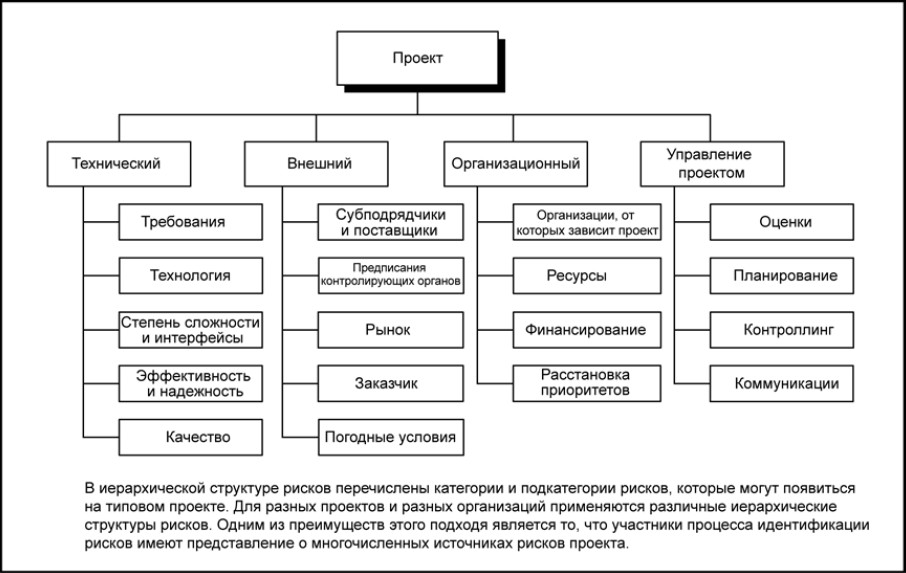 Проект
Технический
Требования
Технология
Степень сложности
и интерфейсы
Эффективность
и надежность
Качество
Внешний
Субподрядчики
и поставщики
Предписания
контролирующих органов
Рынок
Заказчик
Погодные условия
Организационный
Организации, от
которых зависит проект
Ресурсы
Финансирование
Расстановка
приоритетов
Управление
проектом
Оценки
Планирование
Контроллинг
Коммуникации
В иерархической структуре рисков перечислены категории и подкатегории рисков, которые могут появиться
на типовом проекте. Для разных проектов и разных организаций применяются различные иерархические
структуры рисков. Одним из преимуществ этого подхода является то, что участники процесса идентификации
рисков имеют представление о многочисленных источниках рисков проекта.